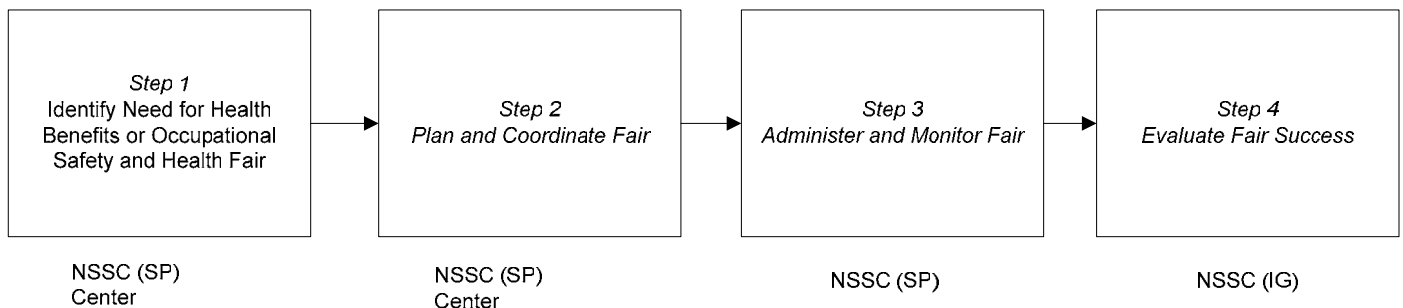 Step 1
Identify Need for Health
Benefits or Occupational
Safety and Health Fair
NSSC (SP)
Center
Step 2
Plan and Coordinate Fair
NSSC (SP)
Center
Step 3
Administer and Monitor Fair
NSSC (SP)
Step 4
Evaluate Fair Success
NSSC (IG)